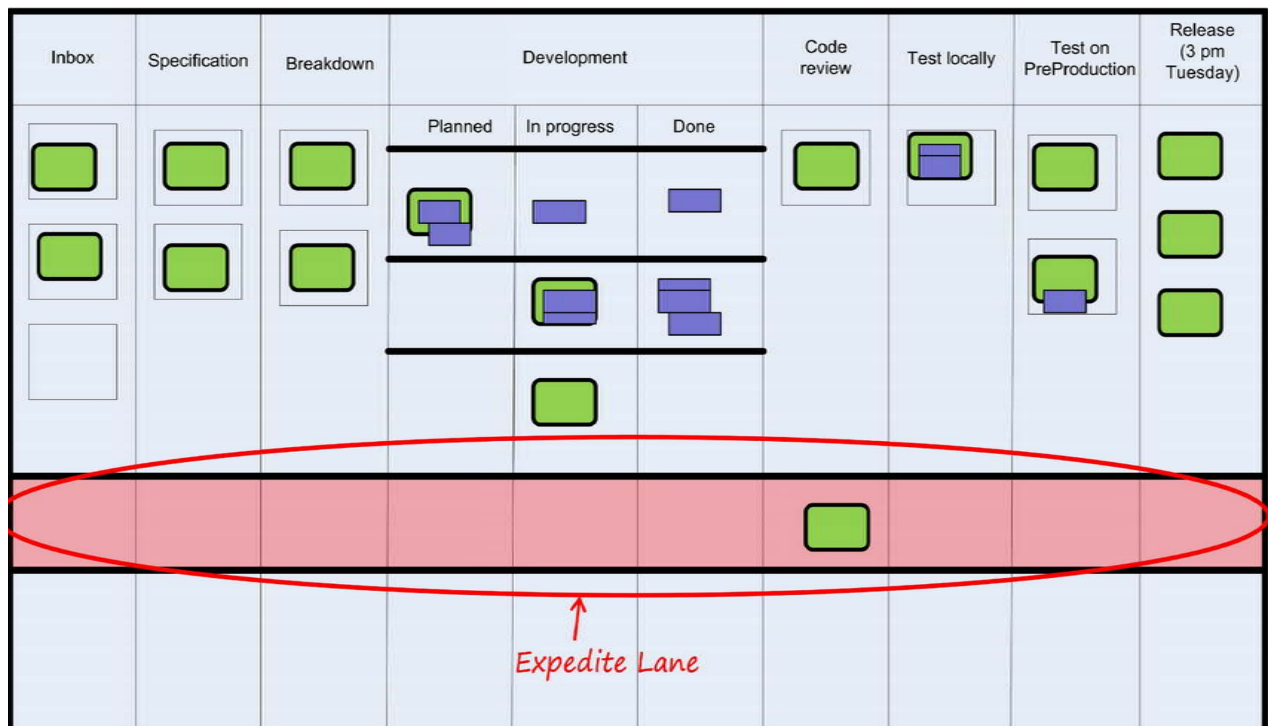 Inbox
Specification
Breakdown
Development
Code
review
Test locally
Test on
PreProduction
Release
(3 pm
Tuesday)
Planned
In progress
Done
Expedite Lane